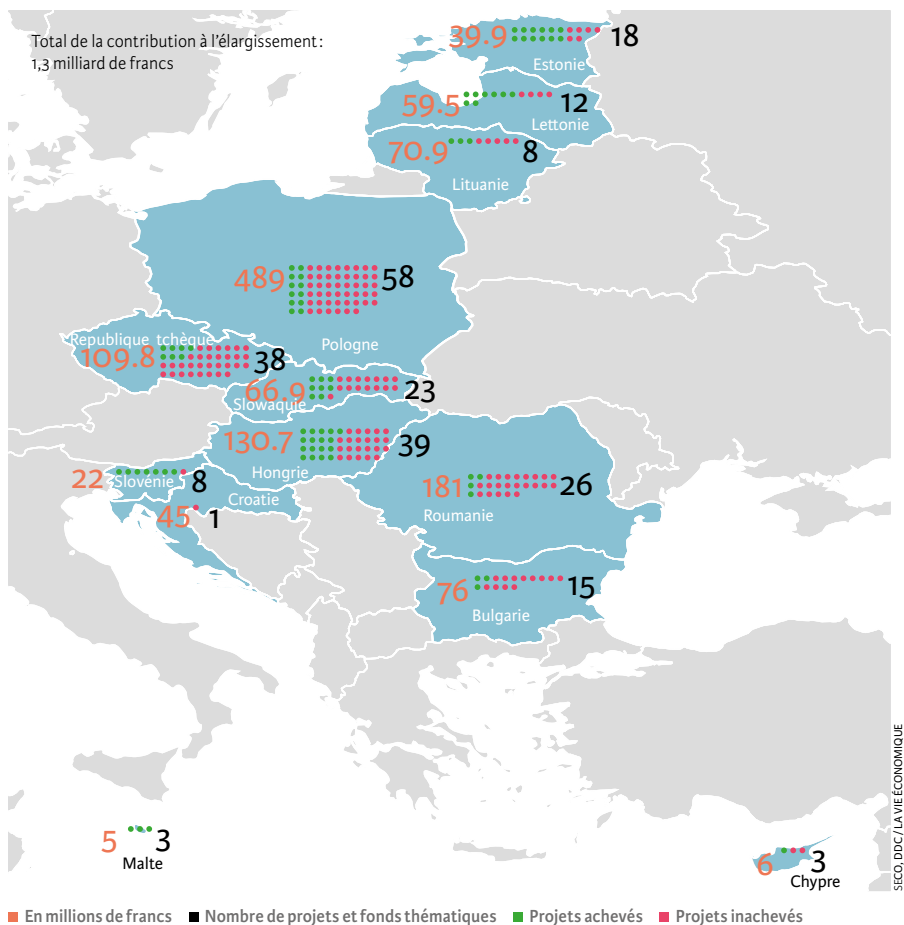 Total de la contribution à l'élargissement:
1,3 milliard de francs
39.9 18
Estonie
59.5 12
Lettonie
70.9 8
Lituanie
489 58
Pologne
Republique tchèque
109.8 38
66.9 23
Slowaquie
130.7 39
Hongrie
22 Slovénie 8
Croatie
45 1
181 26
Roumanie
76 15
Bulgarie
5 3
Malte
6 3
Chypre
SECO, DDC / LA VIE ÉCONOMIQUE
En millions de francs Nombre de projets et fonds thématiques Projets achevés Projets inachevés